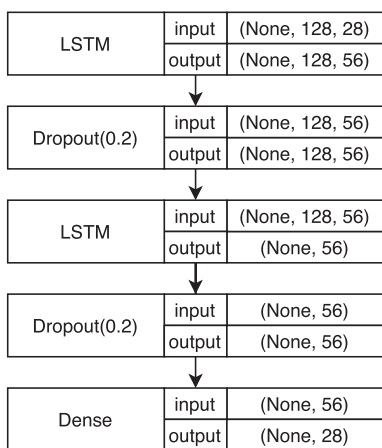 LSTM
input (None, 128, 28)
output (None, 128, 56)
Dropout(0.2)
input (None, 128, 56)
output (None, 128, 56)
LSTM
input (None, 128, 56)
output (None, 56)
Dropout(0.2)
input (None, 56)
output (None, 56)
Dense
input (None, 56)
output (None, 28)